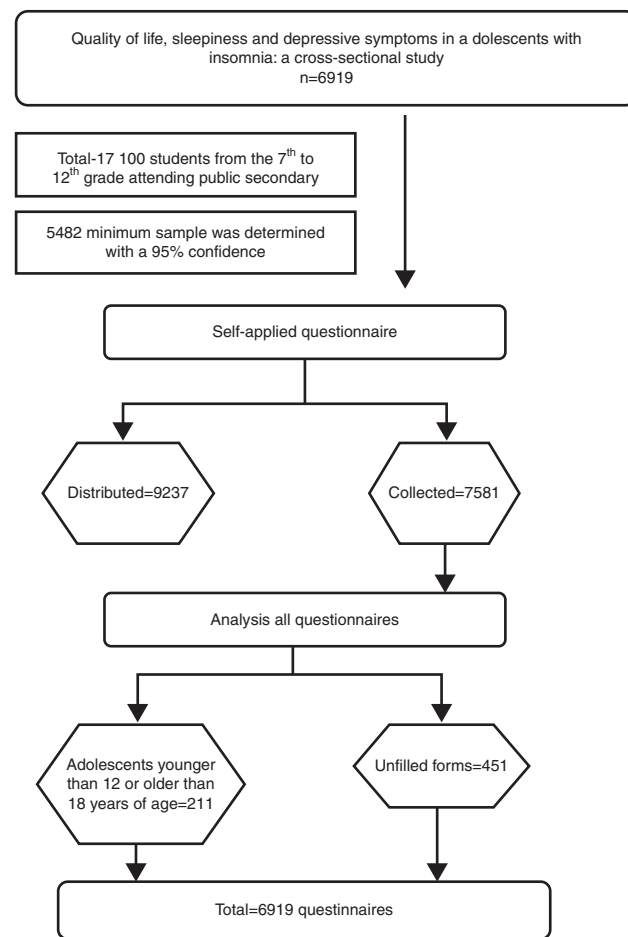 Quality of life, sleepiness and depressive symptoms in a dolescents with
insomnia: a cross-sectional study
n=6919
Total-17 100 students from the 7th to
12th grade attending public secondary
5482 minimum sample was determined
with a 95% confidence
Self-applied questionnaire
Distributed=9237
Collected=7581
Analysis all questionnaires
Adolescents younger
than 12 or older than
18 years of age=211
Unfilled forms=451
Total=6919 questinnaires